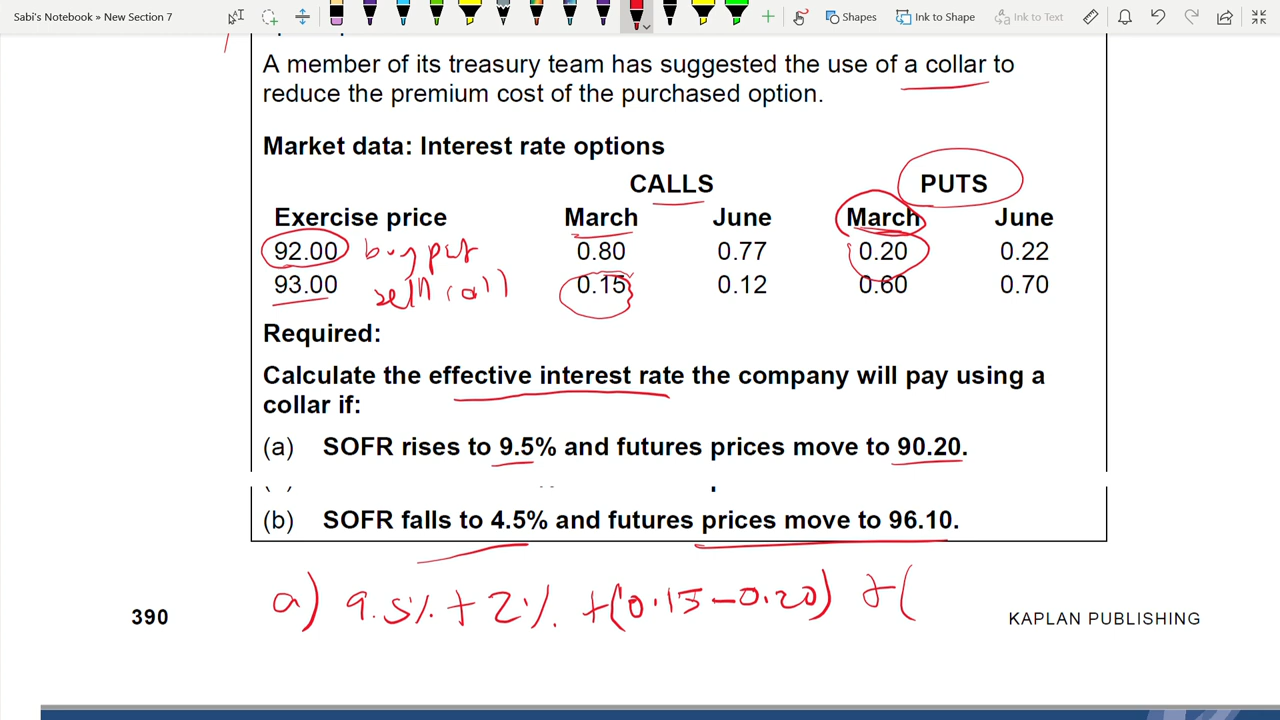 Sabi's Notebook » New Section 7
Shapes
Ink to Shape
Ink to Text
A member of its treasury team has suggested the use of a collar to
reduce the premium cost of the purchased option.
Market data: Interest rate options
CALLS PUTS
Exercise price March June March June
92.00 buy put 0.80 0.77 0.20 0.22
93.00 sell call 0.15 0.12 0.60 0.70
Required:
Calculate the effective interest rate the company will pay using a
collar if:
(a) SOFR rises to 9.5% and futures prices move to 90.20.
(b) SOFR falls to 4.5% and futures prices move to 96.10.
a) 9.5% + 2% +(0.15-0.20) +(
390 KAPLAN PUBLISHING